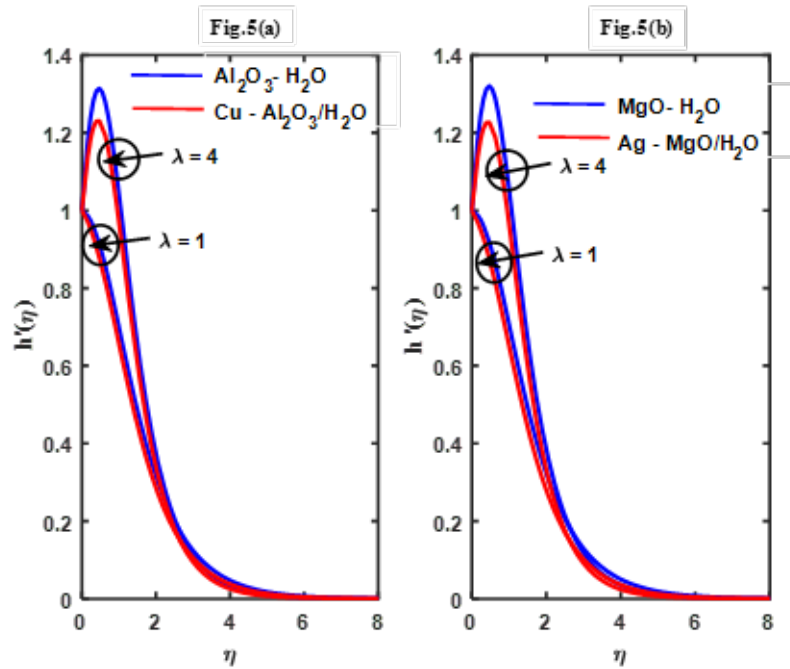 Fig.5(a)
1.4
1.2
1
0.8
0.6
0.4
0.2
0
0 2 4 6 8
h'(η)
η
Al₂O₃- H₂O
Cu - Al₂O₃/H₂O
λ = 4
λ = 1
Fig.5(b)
1.4
1.2
1
0.8
0.6
0.4
0.2
0
0 2 4 6 8
h'(η)
η
MgO- H₂O
Ag - MgO/H₂O
λ = 4
λ = 1